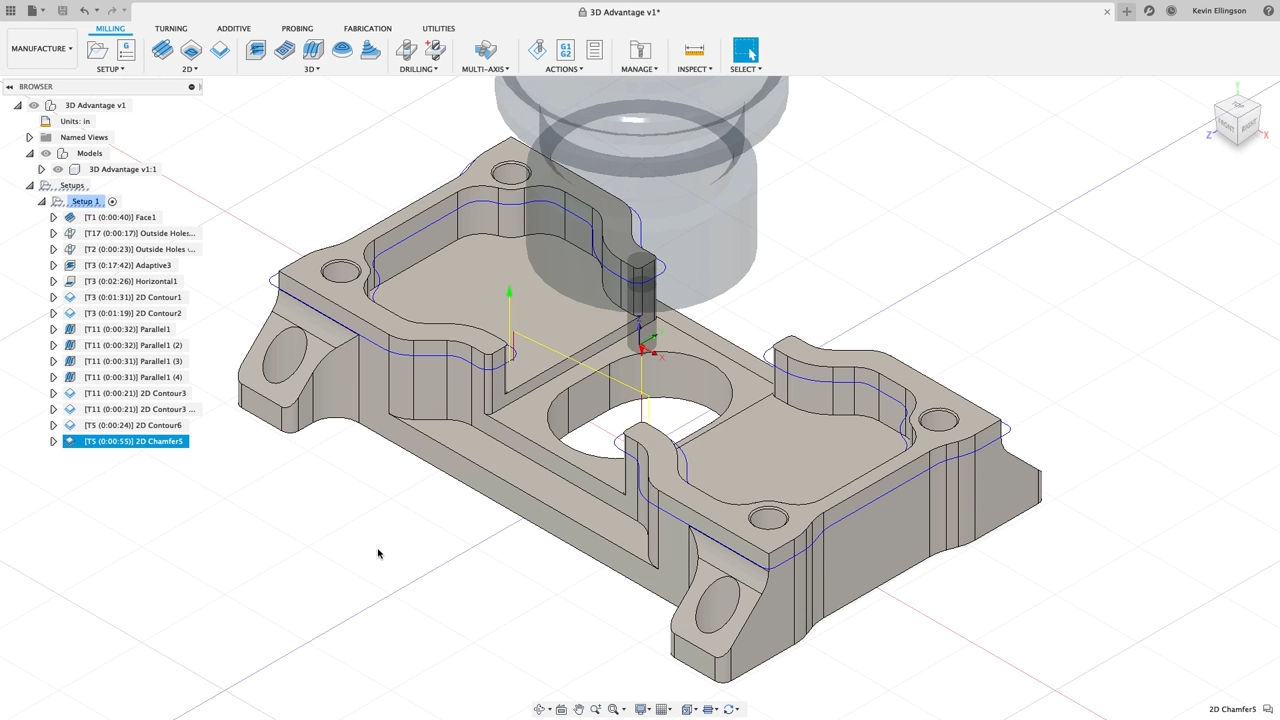 3D Advantage v1*
Kevin Ellingson
MILLING TURNING ADDITIVE PROBING FABRICATION UTILITIES
MANUFACTURE
G
G1
G2
SETUP 2D 3D DRILLING MULTI-AXIS ACTIONS MANAGE INSPECT SELECT
BROWSER
3D Advantage v1
Units: in
Named Views
Models
3D Advantage v1:1
Setups
Setup 1
[T1 (0:00:40)] Face1
[T17 (0:00:17)] Outside Holes...
[T2 (0:00:23)] Outside Holes ...
[T3 (0:17:42)] Adaptive3
[T3 (0:02:26)] Horizontal1
[T3 (0:01:31)] 2D Contour1
[T3 (0:01:19)] 2D Contour2
[T11 (0:00:32)] Parallel1
[T11 (0:00:32)] Parallel1 (2)
[T11 (0:00:31)] Parallel1 (3)
[T11 (0:00:31)] Parallel1 (4)
[T11 (0:00:21)] 2D Contour3
[T11 (0:00:21)] 2D Contour3 ...
[T5 (0:00:24)] 2D Contour6
[T5 (0:00:55)] 2D Chamfer5
Y
TOP
FRONT
RIGHT
Z
X
Z
Y
X
2D Chamfer5